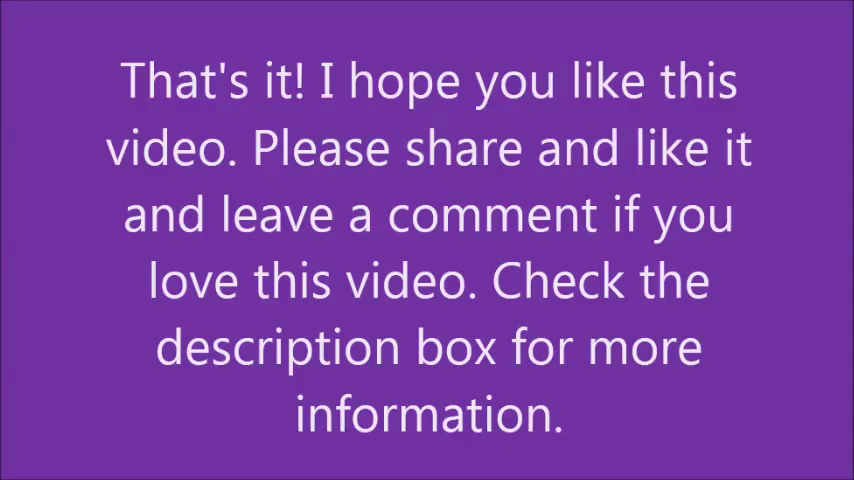 That's it! I hope you like this
video. Please share and like it
and leave a comment if you
love this video. Check the
description box for more
information.